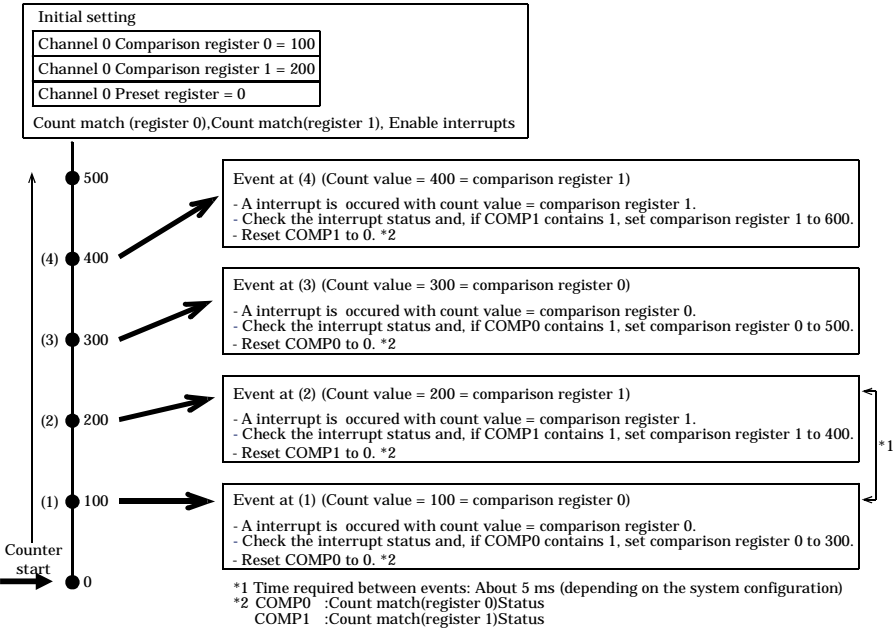 Initial setting
Channel 0 Comparison register 0 = 100
Channel 0 Comparison register 1 = 200
Channel 0 Preset register = 0
Count match (register 0),Count match(register 1), Enable interrupts
500
Event at (4) (Count value = 400 = comparison register 1)
- A interrupt is occured with count value = comparison register 1.
- Check the interrupt status and, if COMP1 contains 1, set comparison register 1 to 600.
- Reset COMP1 to 0. *2
(4) 400
Event at (3) (Count value = 300 = comparison register 0)
- A interrupt is occured with count value = comparison register 0.
- Check the interrupt status and, if COMP0 contains 1, set comparison register 0 to 500.
- Reset COMP0 to 0. *2
(3) 300
Event at (2) (Count value = 200 = comparison register 1)
- A interrupt is occured with count value = comparison register 1.
- Check the interrupt status and, if COMP1 contains 1, set comparison register 1 to 400.
- Reset COMP1 to 0. *2
(2) 200
*1
Event at (1) (Count value = 100 = comparison register 0)
- A interrupt is occured with count value = comparison register 0.
- Check the interrupt status and, if COMP0 contains 1, set comparison register 0 to 300.
- Reset COMP0 to 0. *2
(1) 100
Counter
start
0
*1 Time required between events: About 5 ms (depending on the system configuration)
*2 COMP0 :Count match(register 0)Status
COMP1 :Count match(register 1)Status